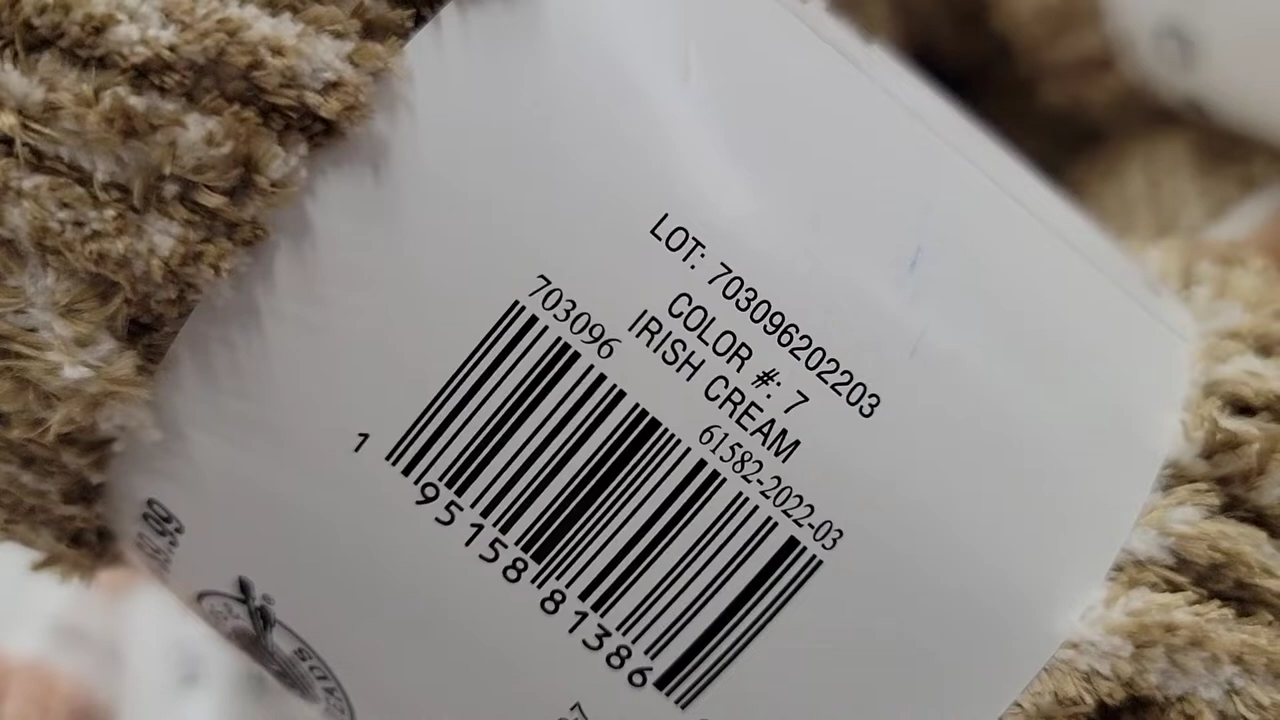 LOT: 703096202203
COLOR #: 7
IRISH CREAM
703096
61582-2022-03
1 95158 81386